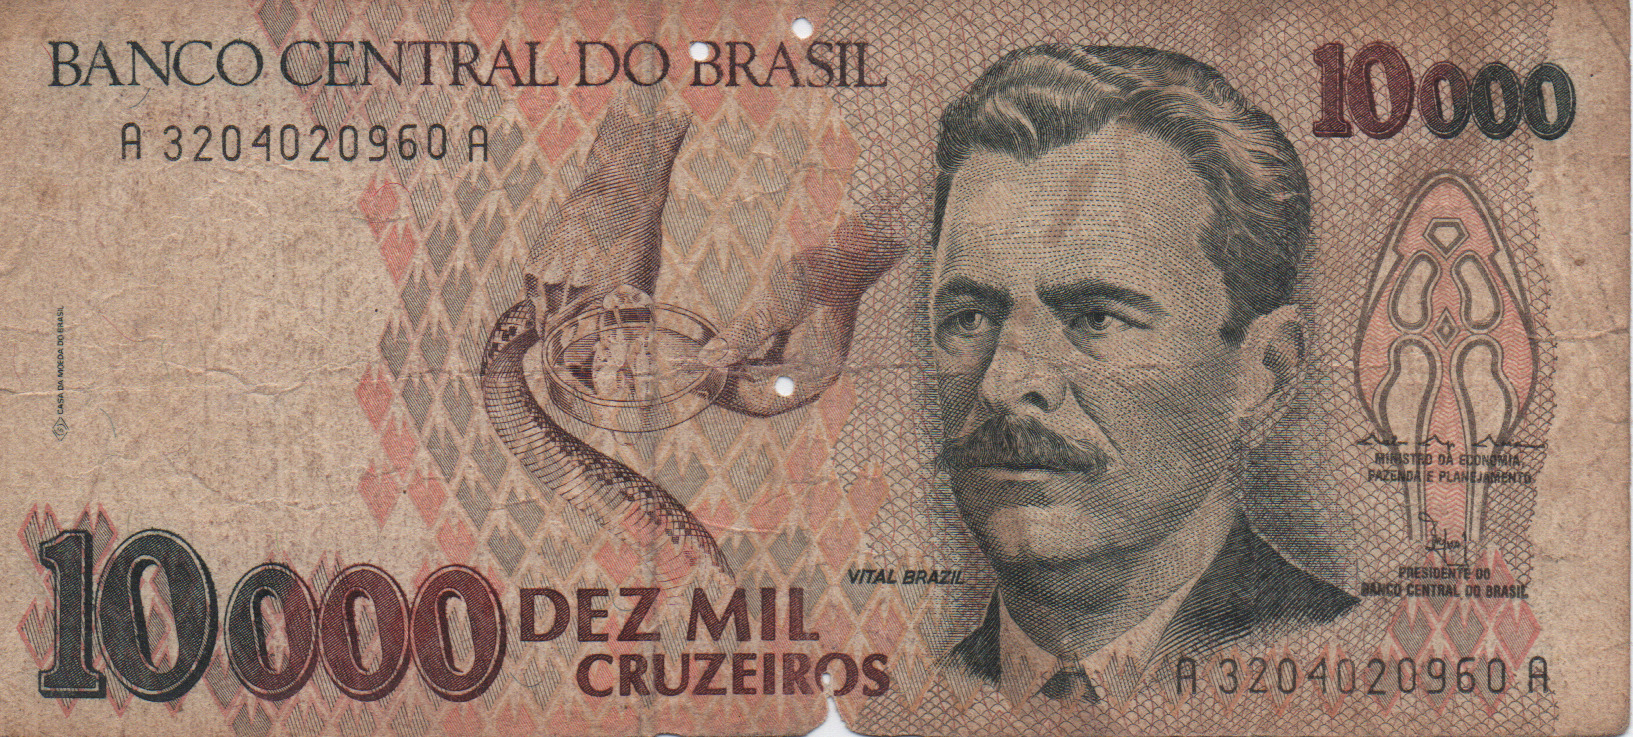 BANCO CENTRAL DO BRASIL
10000
A 3204020960 A
CASA DA MOEDA DO BRASIL
MINISTRO DA ECONOMIA,
FAZENDA E PLANEJAMENTO
PRESIDENTE DO
BANCO CENTRAL DO BRASIL
VITAL BRAZIL
10000
DEZ MIL
CRUZEIROS
A 3204020960 A